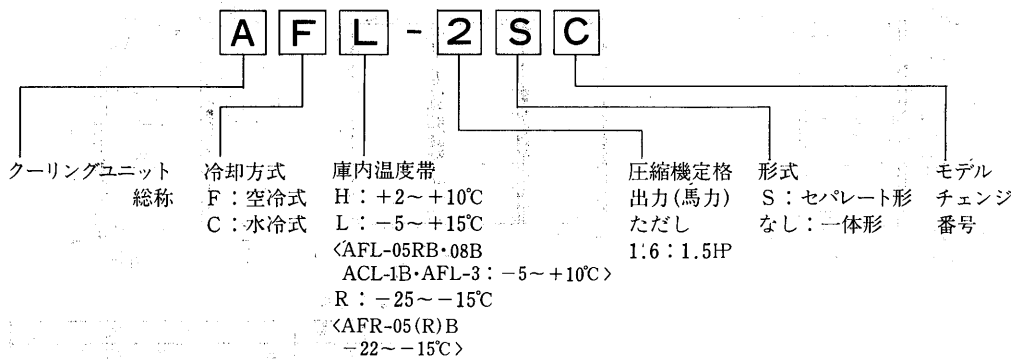 AFL-2SC
クーリングユニット
総称
冷却方式
F：空冷式
C：水冷式
庫内温度帯
H：+2～+10℃
L：-5～+15℃
<AFL-05RB・08B
ACL-1B・AFL-3：-5～+10℃>
R：-25～-15℃
<AFR-05(R)B
-22～-15℃>
圧縮機定格
出力(馬力)
ただし
1.6：1.5HP
形式
S：セパレート形
なし：一体形
モデル
チェンジ
番号